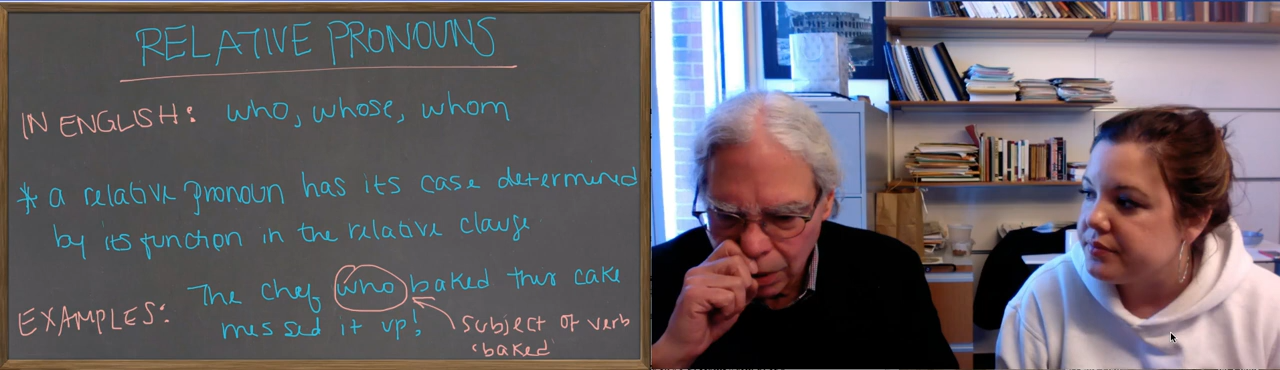 RELATIVE PRONOUNS
IN ENGLISH: who, whose, whom
* a relative pronoun has its case determined
by its function in the relative clause
EXAMPLES: The chef who baked this cake
messed it up!
subject of verb
'baked'